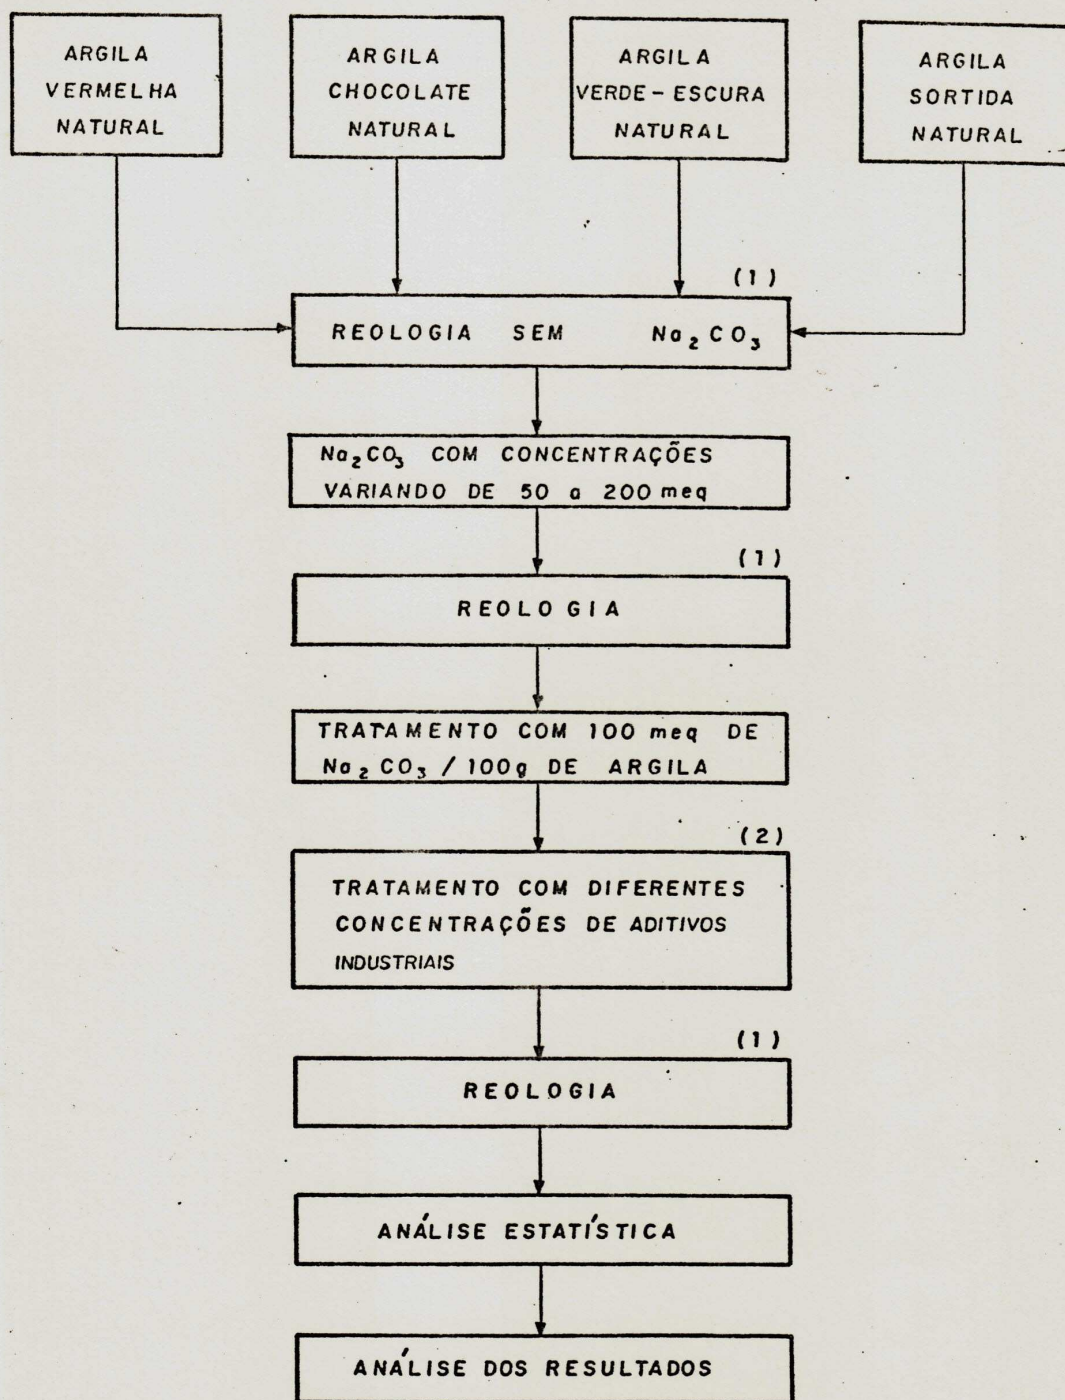 ARGILA
VERMELHA
NATURAL
ARGILA
CHOCOLATE
NATURAL
ARGILA
VERDE-ESCURA
NATURAL
ARGILA
SORTIDA
NATURAL
(1)
REOLOGIA SEM Na₂CO₃
Na₂CO₃ COM CONCENTRAÇÕES
VARIANDO DE 50 a 200 meq
(1)
REOLOGIA
TRATAMENTO COM 100 meq DE
Na₂CO₃ / 100g DE ARGILA
(2)
TRATAMENTO COM DIFERENTES
CONCENTRAÇÕES DE ADITIVOS
INDUSTRIAIS
(1)
REOLOGIA
ANÁLISE ESTATÍSTICA
ANÁLISE DOS RESULTADOS